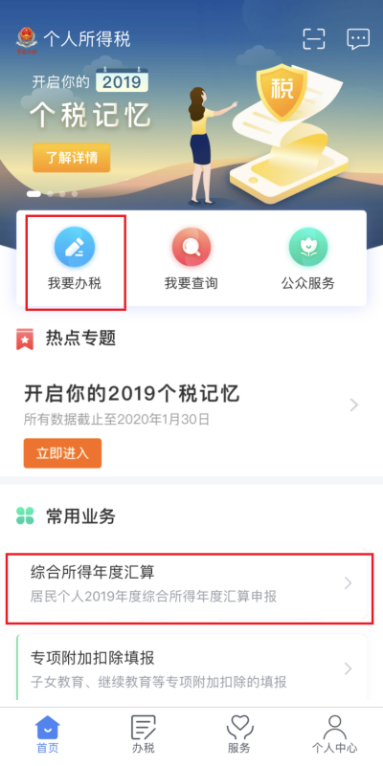 个人所得税
开启你的 2019
个税记忆
税
了解详情
我要办税
我要查询
公众服务
热点专题
开启你的2019个税记忆
所有数据截止至2020年1月30日
立即进入
常用业务
综合所得年度汇算
居民个人2019年度综合所得年度汇算申报
专项附加扣除填报
子女教育、继续教育等专项附加扣除的填报
首页
办税
服务
个人中心